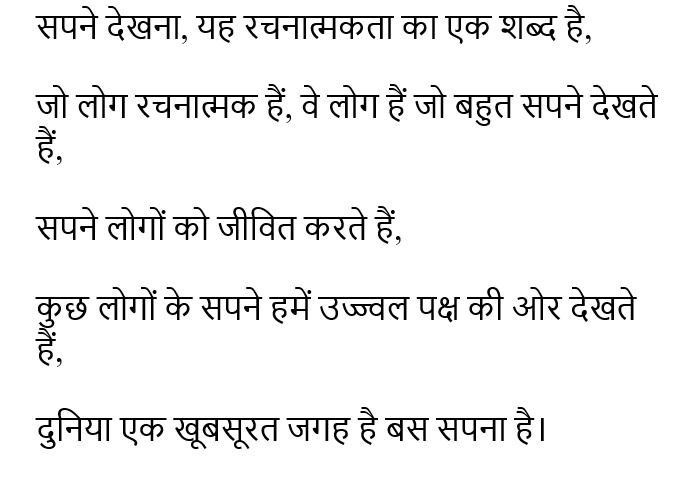 सपने देखना, यह रचनात्मकता का एक शब्द है,
जो लोग रचनात्मक हैं, वे लोग हैं जो बहुत सपने देखते
हैं,
सपने लोगों को जीवित करते हैं,
कुछ लोगों के सपने हमें उज्ज्वल पक्ष की ओर देखते
हैं,
दुनिया एक खूबसूरत जगह है बस सपना है।